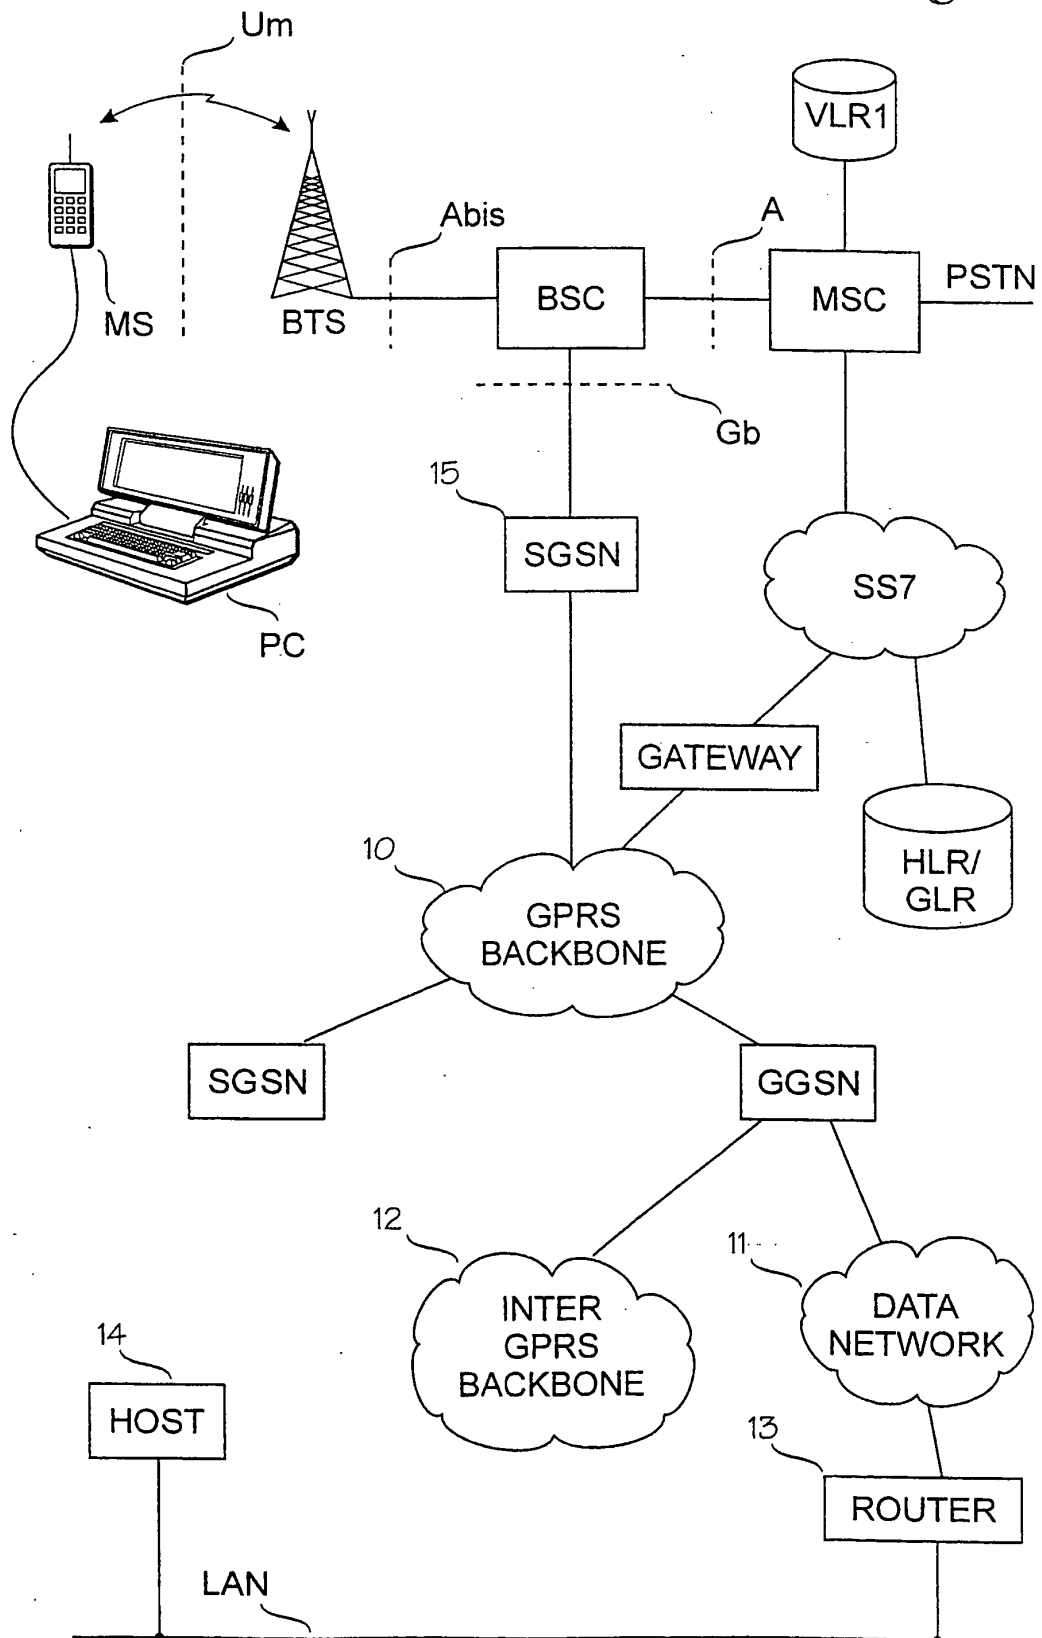 Um
VLR1
Abis
A
MS
BTS
BSC
MSC
PSTN
Gb
15
SGSN
SS7
PC
GATEWAY
10
HLR/
GLR
GPRS
BACKBONE
SGSN
GGSN
12
11
INTER
GPRS
BACKBONE
DATA
NETWORK
14
HOST
13
ROUTER
LAN